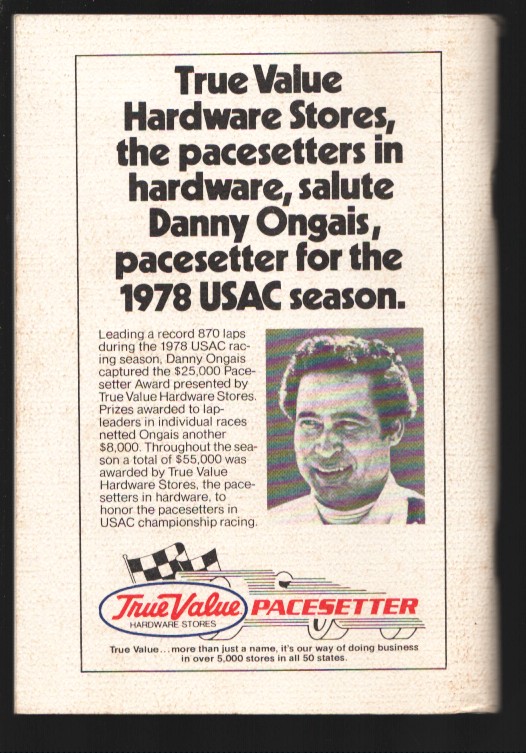 True Value
Hardware Stores,
the pacesetters in
hardware, salute
Danny Ongais,
pacesetter for the
1978 USAC season.
Leading a record 870 laps
during the 1978 USAC rac-
ing season, Danny Ongais
captured the $25,000 Pace-
setter Award presented by
True Value Hardware Stores.
Prizes awarded to lap-
leaders in individual races
netted Ongais another
$8,000. Throughout the sea-
son a total of $55,000 was
awarded by True Value
Hardware Stores, the pace-
setters in hardware, to
honor the pacesetters in
USAC championship racing.
True Value PACESETTER
HARDWARE STORES
True Value...more than just a name, it's our way of doing business
in over 5,000 stores in all 50 states.